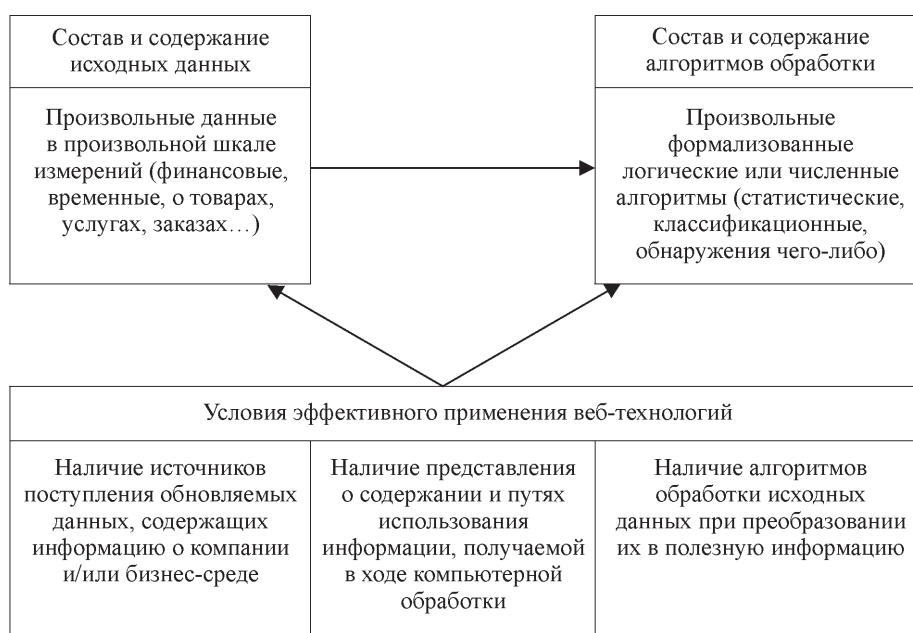 Состав и содержание
исходных данных
Произвольные данные
в произвольной шкале
измерений (финансовые,
временные, о товарах,
услугах, заказах…)
Состав и содержание
алгоритмов обработки
Произвольные
формализованные
логические или численные
алгоритмы (статистические,
классификационные,
обнаружения чего-либо)
Условия эффективного применения веб-технологий
Наличие источников
поступления обновляемых
данных, содержащих
информацию о компании
и/или бизнес-среде
Наличие представления
о содержании и путях
использования
информации, получаемой
в ходе компьютерной
обработки
Наличие алгоритмов
обработки исходных
данных при преобразовании
их в полезную информацию